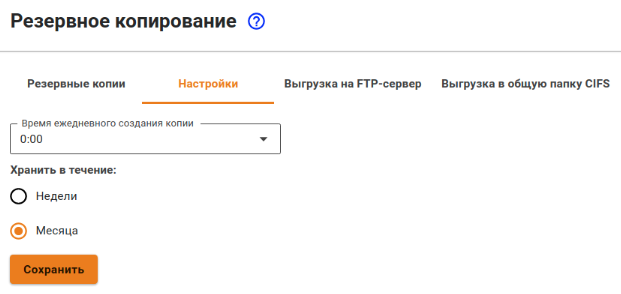 Резервное копирование
Резервные копии Настройки Выгрузка на FTP-сервер Выгрузка в общую папку CIFS
Время ежедневного создания копии
0:00
Хранить в течение:
Недели
Месяца
Сохранить